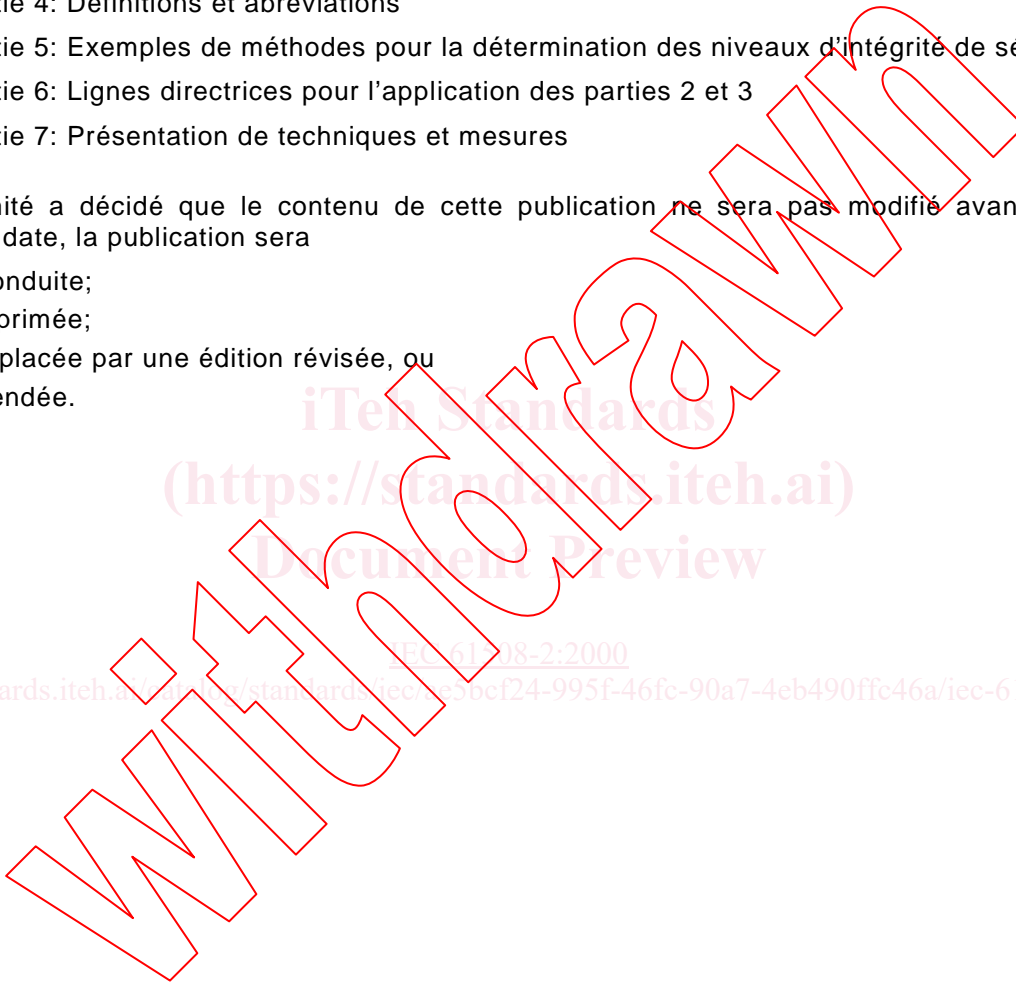 tie 4: Définitions et abréviations
tie 5: Exemples de méthodes pour la détermination des niveaux d'intégrité de sé
tie 6: Lignes directrices pour l'application des parties 2 et 3
tie 7: Présentation de techniques et mesures
nité a décidé que le contenu de cette publication ne sera pas modifié avan
date, la publication sera
onduite;
primée;
placée par une édition révisée, ou
endée.
iTeh Standards
(https://standards.iteh.ai)
Document Preview
IEC 61508-2:2000
ards.iteh.ai/catalog/standards/iec/ae5bcf24-995f-46fc-90a7-4eb490ffc46a/iec-6
withdrawn